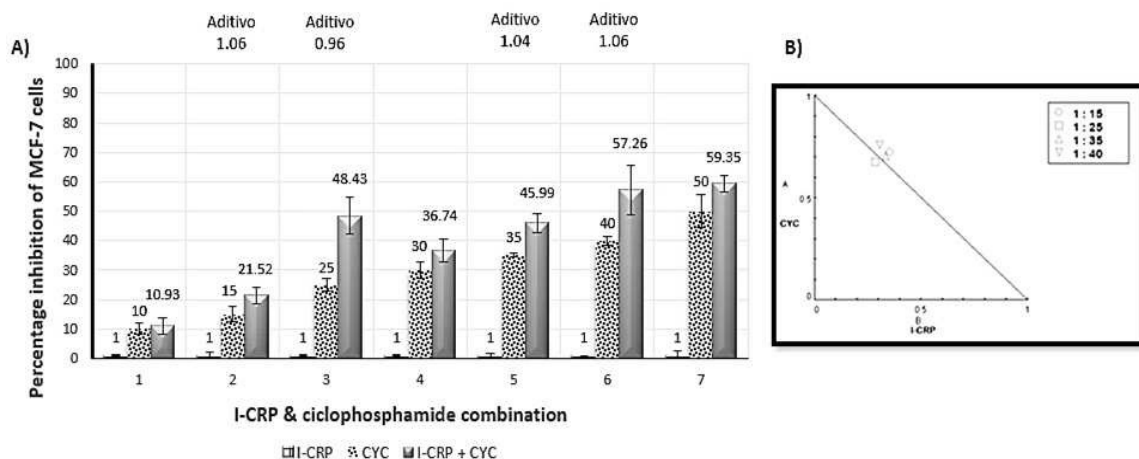 Aditivo Aditivo Aditivo Aditivo
1.06 0.96 1.04 1.06
A)
Percentage inhibition of MCF-7 cells
100
90
80
70
60
50
40
30
20
10
0
1 10 10.93
1 15 21.52
1 25 48.43
1 30 36.74
1 35 45.99
1 40 57.26
1 50 59.35
1 2 3 4 5 6 7
I-CRP & ciclophosphamide combination
I-CRP CYC I-CRP + CYC
B)
1
A
0.5
CYC
0
0 0.5 1
B
I-CRP
1 : 15
1 : 25
1 : 35
1 : 40